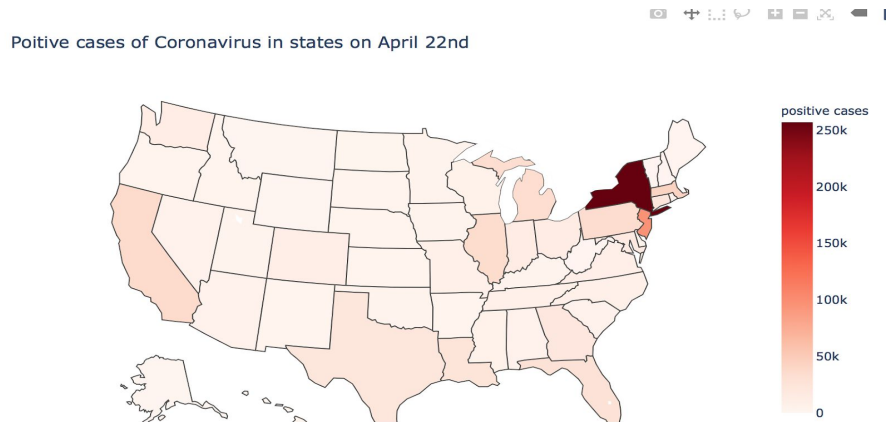 Poitive cases of Coronavirus in states on April 22nd
positive cases
250k
200k
150k
100k
50k
0